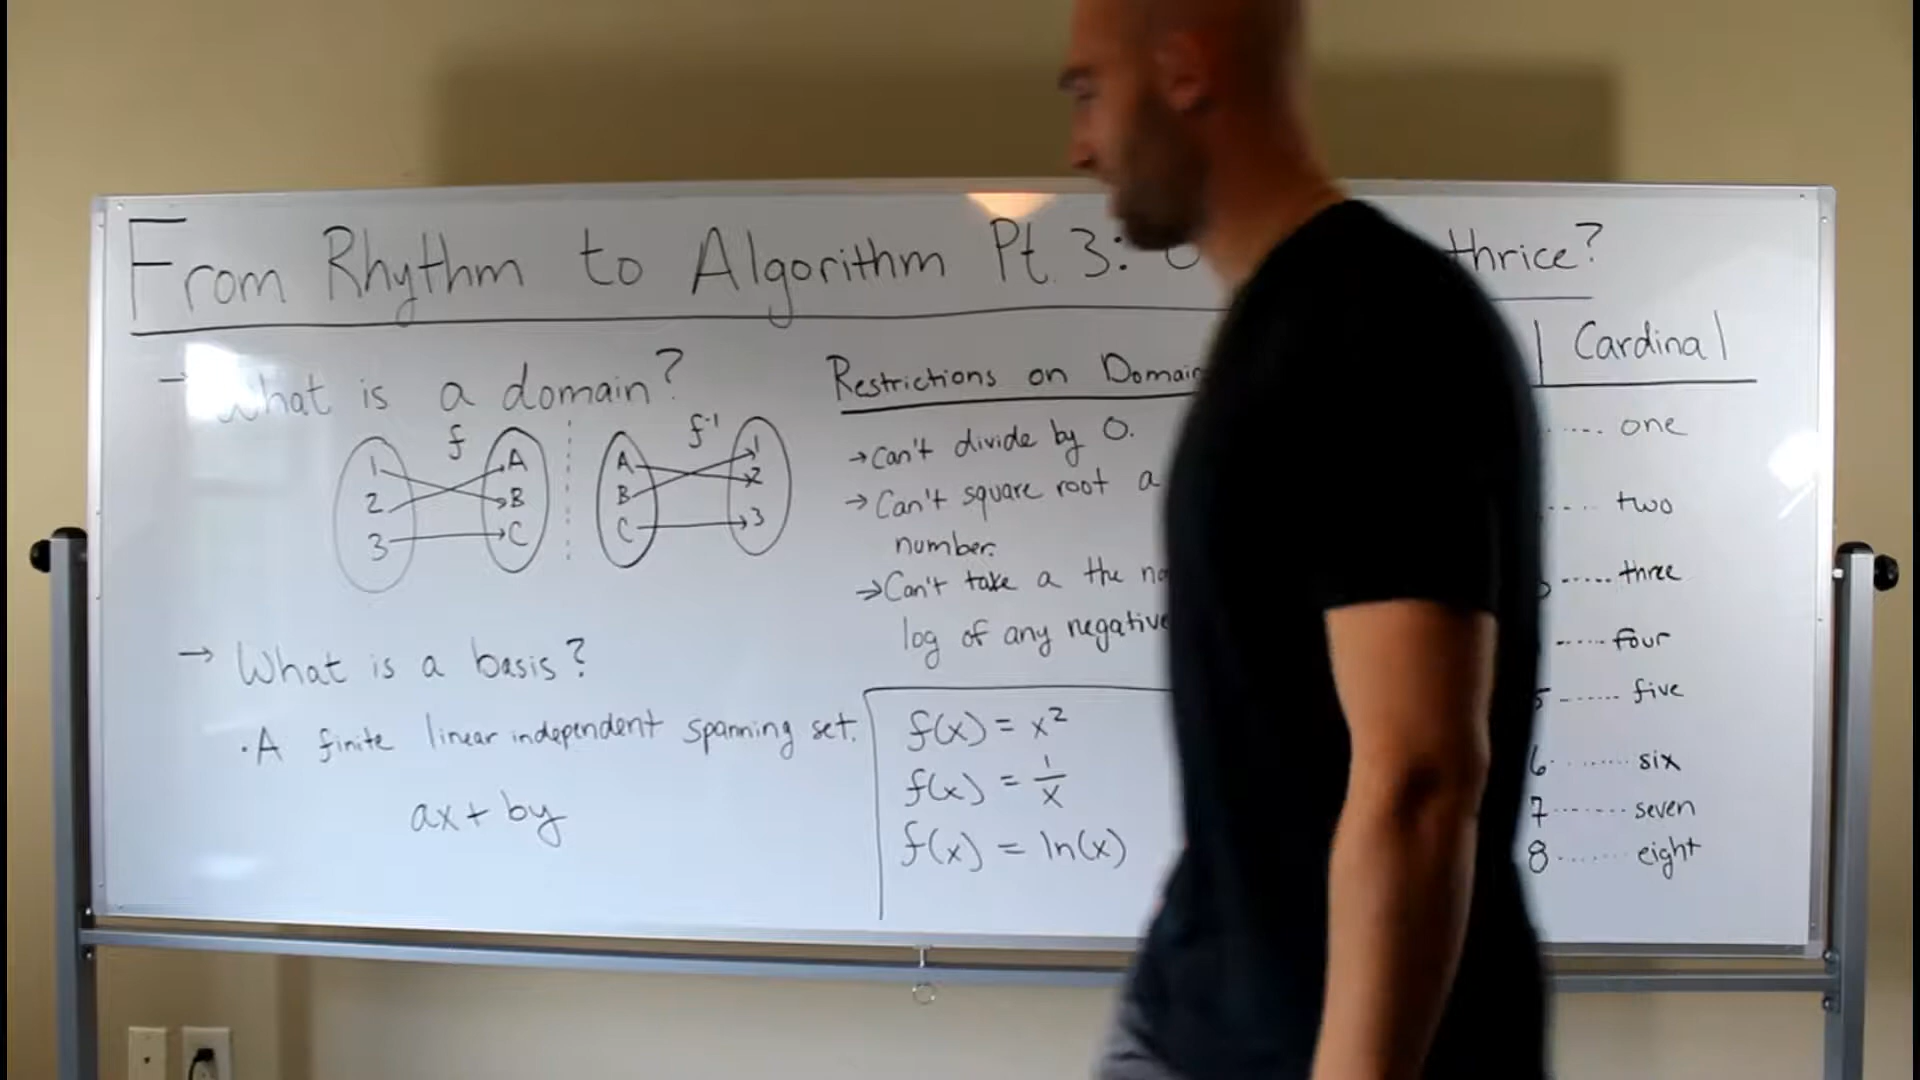 From Rhythm to Algorithm Pt. 3: thrice?
→ What is a domain?
f
1 2 3
A B C
f⁻¹
A B C
1 2 3
→ What is a basis?
· A finite linear independent spanning set.
ax + by
Restrictions on Domain
→ Can't divide by 0.
→ Can't square root a
number.
→ Can't take a the
log of any negative
f(x) = x²
f(x) = 1/x
f(x) = ln(x)
| Cardinal
..... one
.... two
..... three
..... four
5 ...... five
6 ....... six
7 ....... seven
8 ....... eight